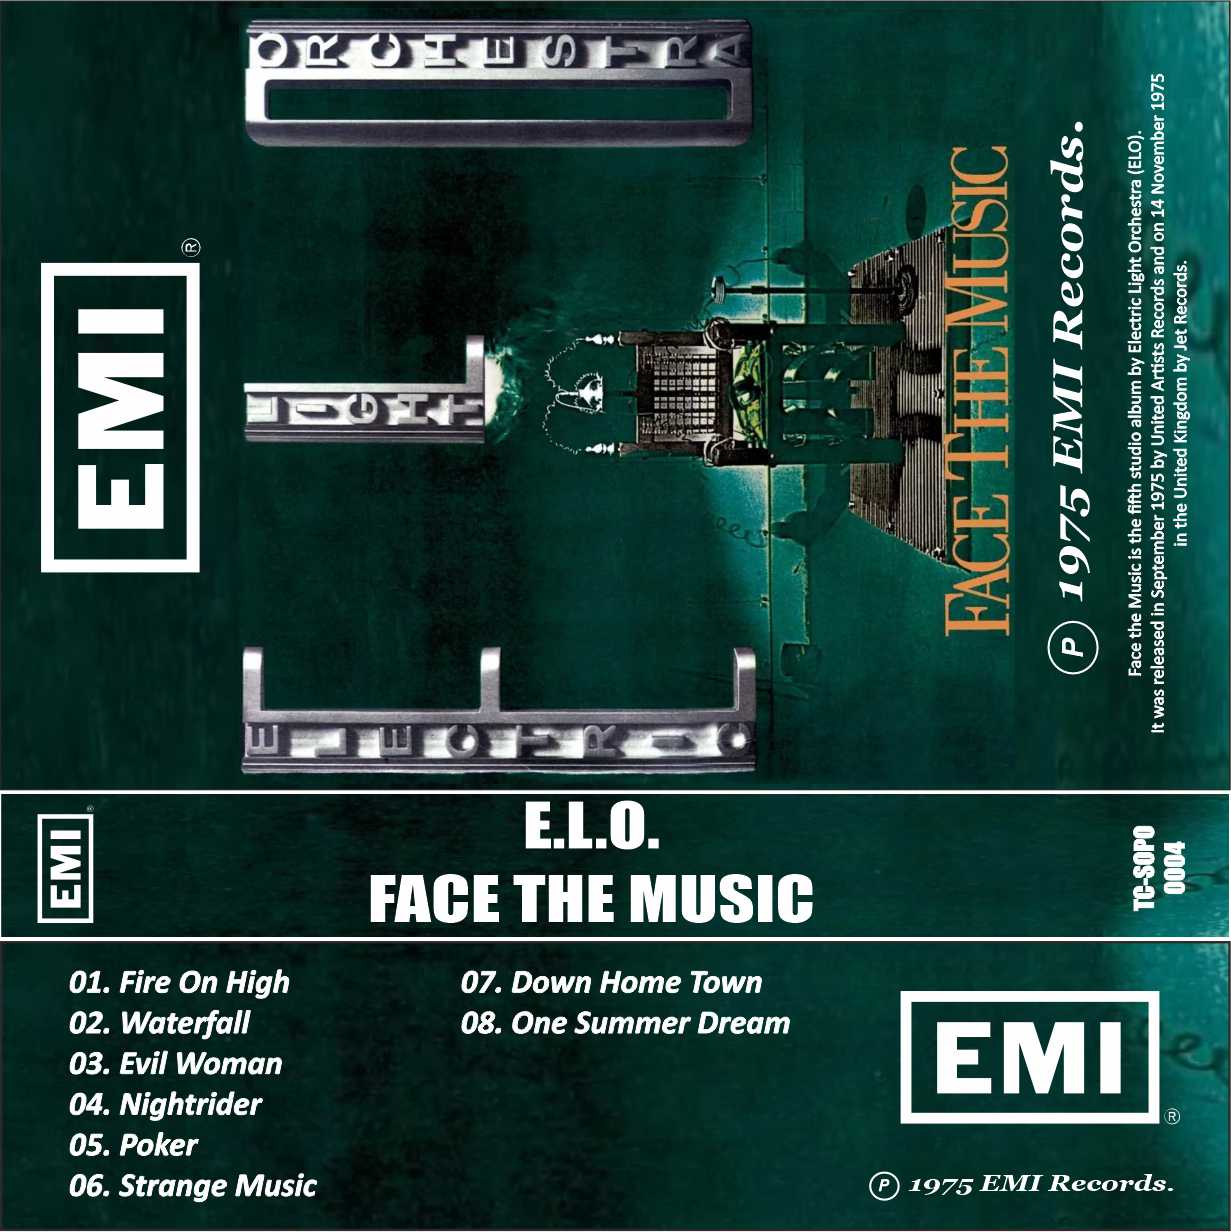 ELECTRIC
LIGHT
ORCHESTRA
FACE THE MUSIC
EMI
®
℗ 1975 EMI Records.
Face the Music is the fifth studio album by Electric Light Orchestra (ELO).
It was released in September 1975 by United Artists Records and on 14 November 1975
in the United Kingdom by Jet Records.
EMI
®
E.L.O.
FACE THE MUSIC
TC-SOPO
0004
01. Fire On High
02. Waterfall
03. Evil Woman
04. Nightrider
05. Poker
06. Strange Music
07. Down Home Town
08. One Summer Dream
EMI
®
℗ 1975 EMI Records.